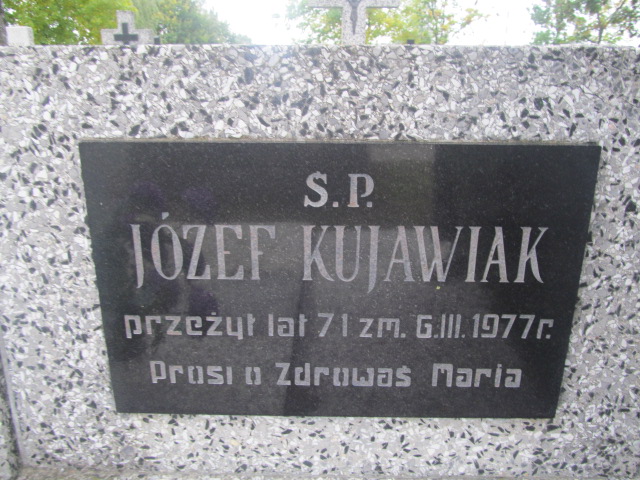 Ś.P.
JÓZEF KUJAWIAK
przeżył lat 71 zm. 6.III.1977r.
Prosi o Zdrowaś Maria